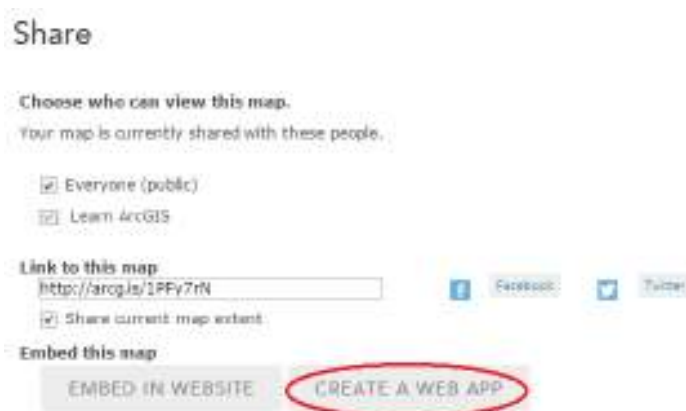 Share
Choose who can view this map.
Your map is currently shared with these people.
Everyone (public)
Learn ArcGIS
Link to this map
http://arcg.is/1PFy7rN
Facebook
Twitter
Share current map extent
Embed this map
EMBED IN WEBSITE
CREATE A WEB APP